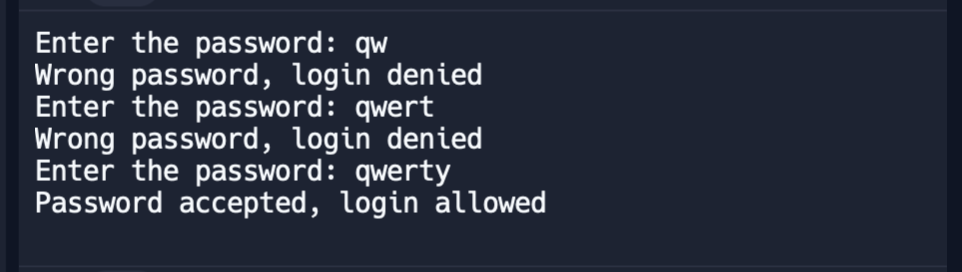 Enter the password: qw
Wrong password, login denied
Enter the password: qwert
Wrong password, login denied
Enter the password: qwerty
Password accepted, login allowed